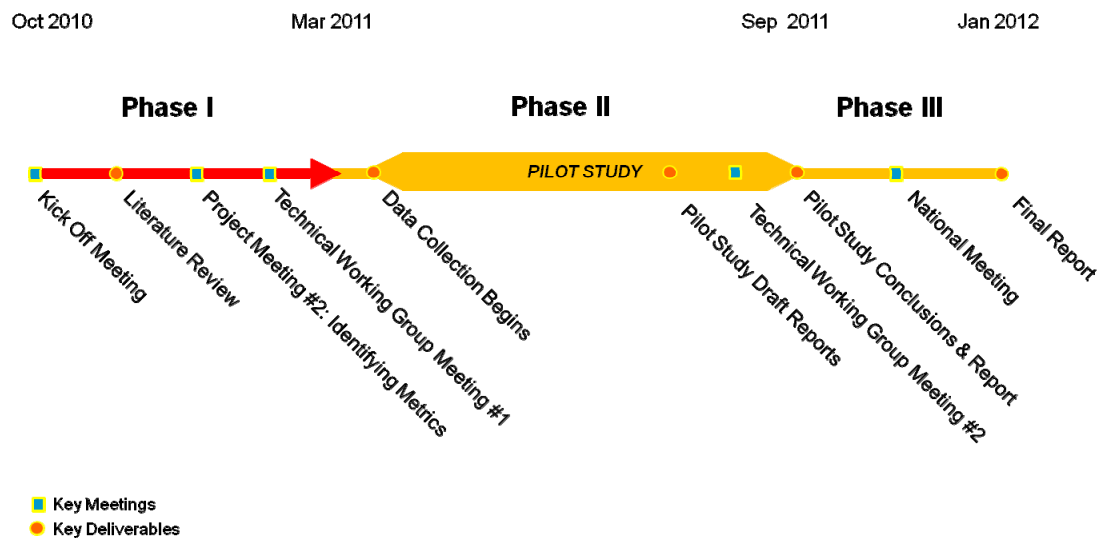 Oct 2010
Mar 2011
Sep 2011
Jan 2012
Phase I
Phase II
Phase III
PILOT STUDY
Kick Off Meeting
Literature Review
Project Meeting #2: Identifying Metrics
Technical Working Group Meeting #1
Data Collection Begins
Pilot Study Draft Reports
Technical Working Group Meeting #2
Pilot Study Conclusions & Report
National Meeting
Final Report
Key Meetings
Key Deliverables